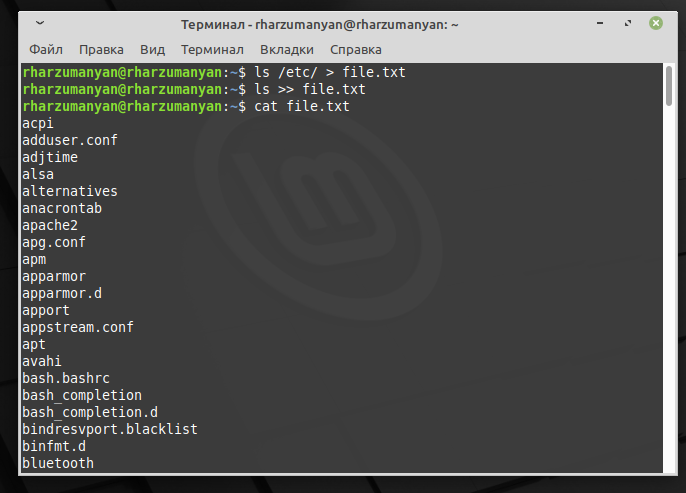 Терминал - rharzumanyan@rharzumanyan: ~
Файл Правка Вид Терминал Вкладки Справка
rharzumanyan@rharzumanyan:~$ ls /etc/ > file.txt
rharzumanyan@rharzumanyan:~$ ls >> file.txt
rharzumanyan@rharzumanyan:~$ cat file.txt
acpi
adduser.conf
adjtime
alsa
alternatives
anacrontab
apache2
apg.conf
apm
apparmor
apparmor.d
apport
appstream.conf
apt
avahi
bash.bashrc
bash_completion
bash_completion.d
bindresvport.blacklist
binfmt.d
bluetooth